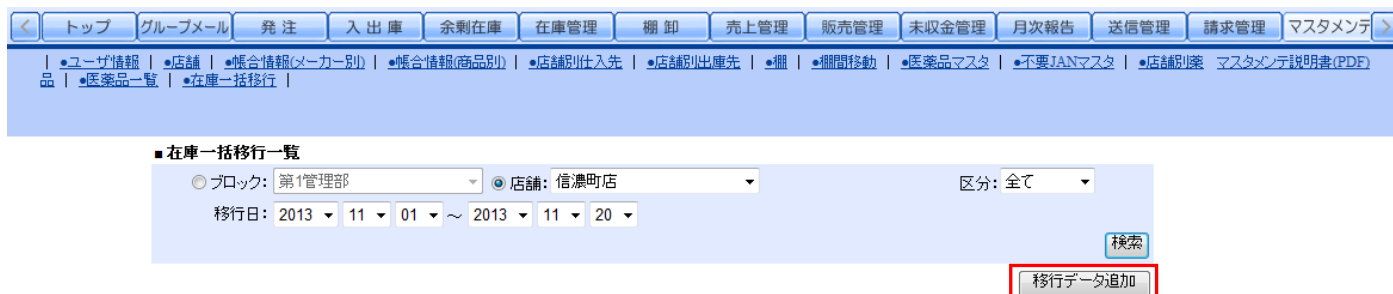 トップ グループメール 発 注 入 出 庫 余剰在庫 在庫管理 棚 卸 売上管理 販売管理 未収金管理 月次報告 送信管理 請求管理 マスタメンテ
| •ユーザ情報 | •店舗 | •帳合情報(メーカー別) | •帳合情報(商品別) | •店舗別仕入先 | •店舗別出庫先 | •棚 | •棚間移動 | •医薬品マスタ | •不要JANマスタ | •店舗別薬 マスタメンテ説明書(PDF)
品 | •医薬品一覧 | •在庫一括移行 |
■在庫一括移行一覧
ブロック: 第1管理部 店舗: 信濃町店 区分: 全て
移行日: 2013 11 01 ～ 2013 11 20
検索
移行データ追加